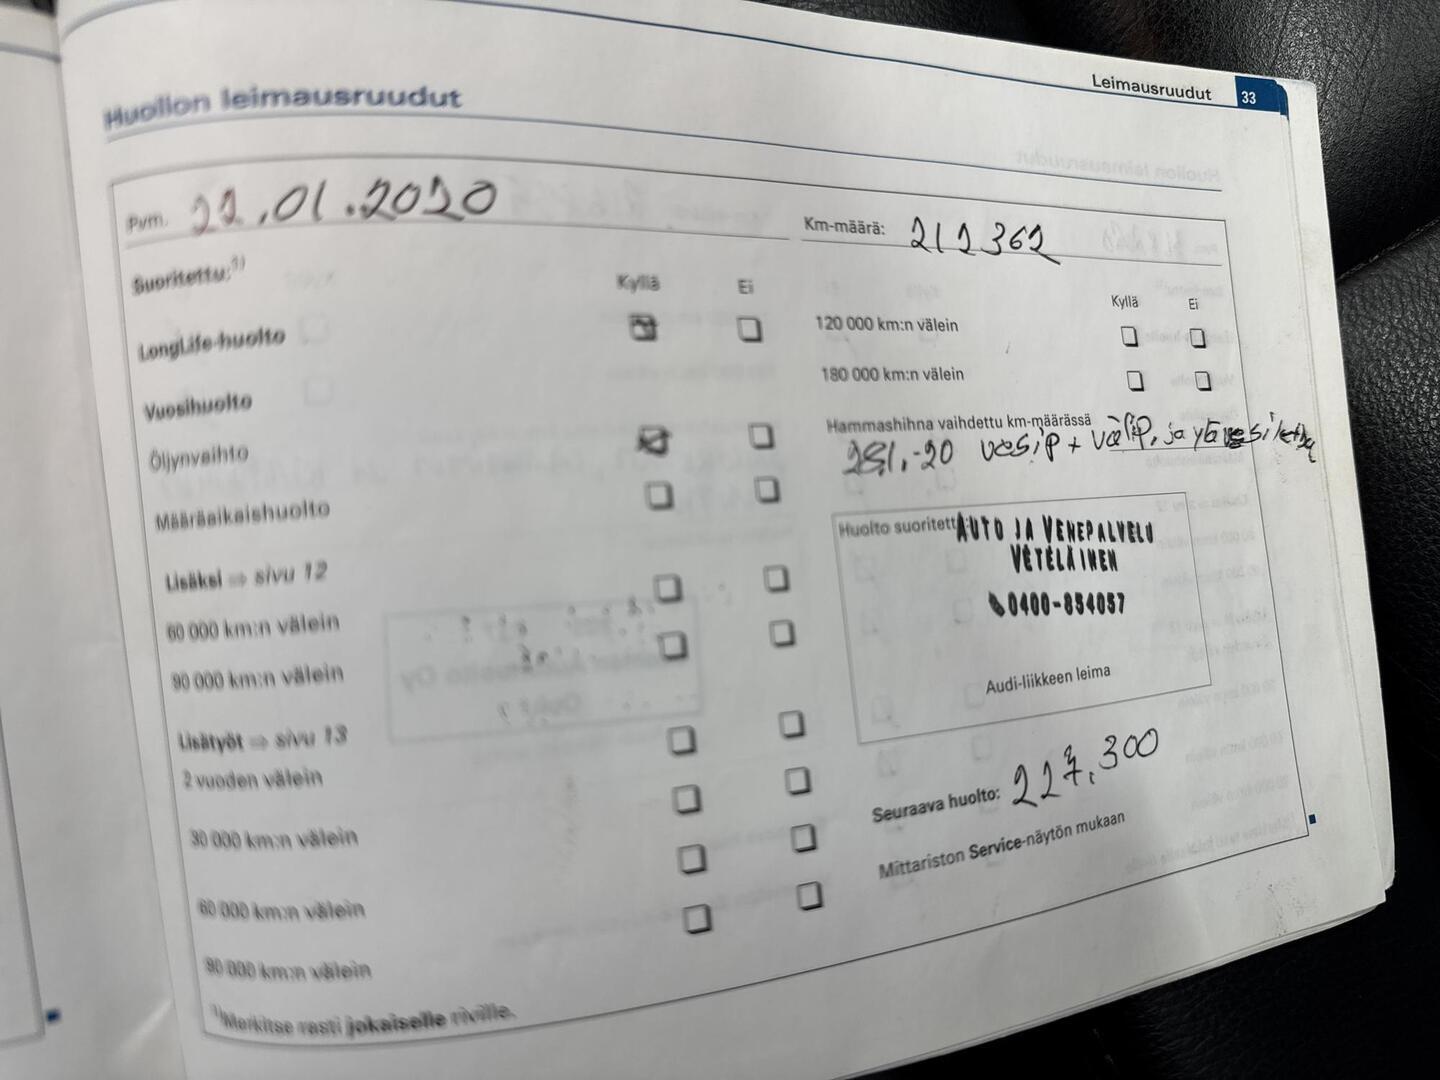 Leimausruudut 33
Huollon leimausruudut
Pvm. 22.01.2020
Suoritettu:1)
Kyllä Ei
LongLife-huolto
Vuosihuolto
Öljynvaihto
Määräaikaishuolto
Lisäksi ⇒ sivu 12
60 000 km:n välein
90 000 km:n välein
Lisätyöt ⇒ sivu 13
2 vuoden välein
30 000 km:n välein
60 000 km:n välein
90 000 km:n välein
1)Merkitse rasti jokaiselle riville.
Km-määrä: 212362
Kyllä Ei
120 000 km:n välein
180 000 km:n välein
Hammashihna vaihdettu km-määrässä
-20 vesip + välip, ja
Huolto suoritettu:
AUTO JA VENEPALVELU
VETELÄINEN
0400-854057
Audi-liikkeen leima
Seuraava huolto: 227.300
Mittariston Service-näytön mukaan